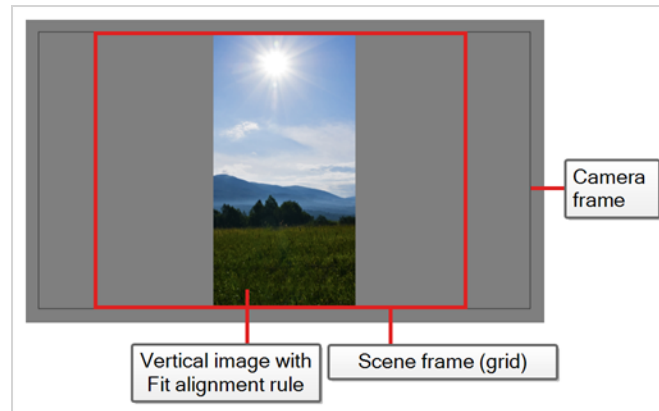 Camera
frame
Vertical image with
Fit alignment rule
Scene frame (grid)